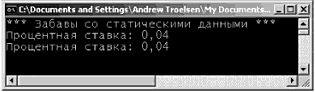 C:\Documents and Settings\Andrew Troelsen\My Documents...
*** Забавы со статическими данными ***
Процентная ставка: 0,04
Процентная ставка: 0,04